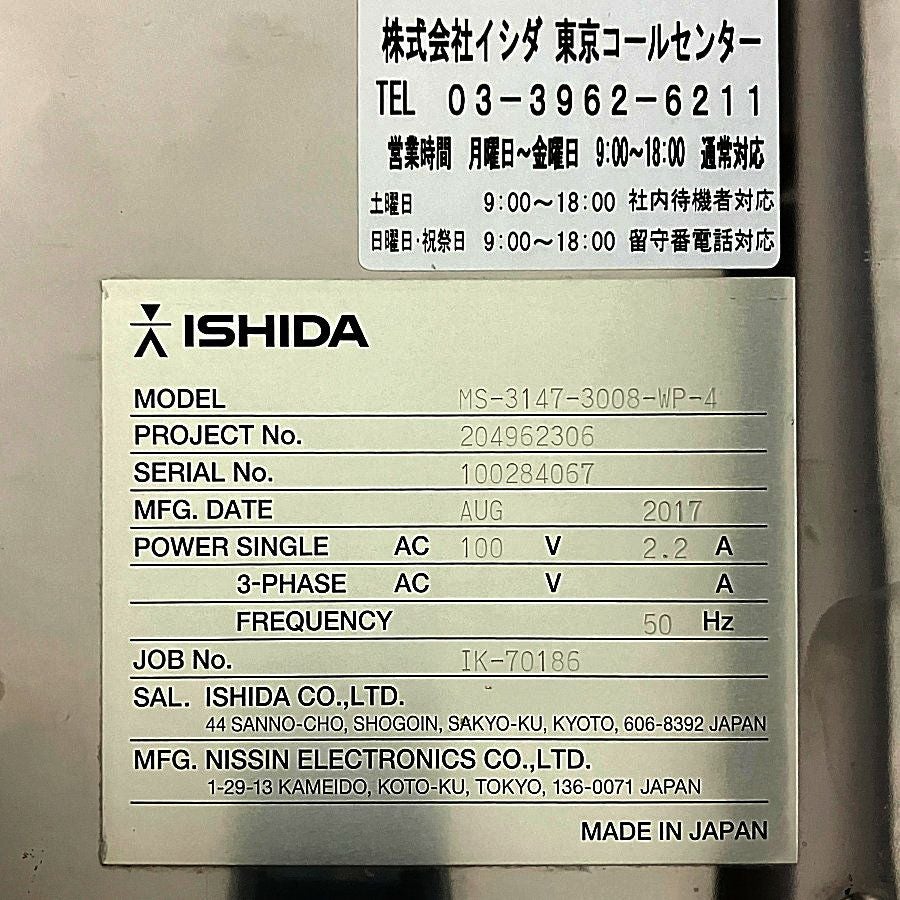 株式会社イシダ 東京コールセンター
TEL 03-3962-6211
営業時間 月曜日～金曜日 9:00～18:00 通常対応
土曜日 9:00～18:00 社内待機者対応
日曜日・祝祭日 9:00～18:00 留守番電話対応
ISHIDA
MODEL MS-3147-3008-WP-4
PROJECT No. 204962306
SERIAL No. 100284067
MFG. DATE AUG 2017
POWER SINGLE AC 100 V 2.2 A
3-PHASE AC V A
FREQUENCY 50 Hz
JOB No. IK-70186
SAL. ISHIDA CO.,LTD.
44 SANNO-CHO, SHOGOIN, SAKYO-KU, KYOTO, 606-8392 JAPAN
MFG. NISSIN ELECTRONICS CO.,LTD.
1-29-13 KAMEIDO, KOTO-KU, TOKYO, 136-0071 JAPAN
MADE IN JAPAN